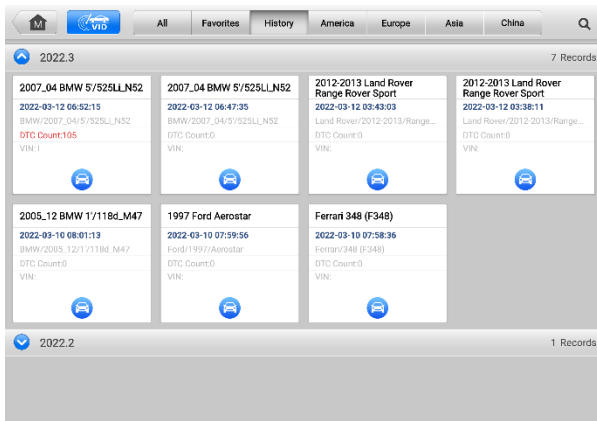 M VID All Favorites History America Europe Asia China
2022.3 7 Records
2007_04 BMW 5'/525Li_N52
2022-03-12 06:52:15
BMW/2007_04/5'/525Li_N52
DTC Count:105
VIN:
2007_04 BMW 5'/525Li_N52
2022-03-12 06:47:35
BMW/2007_04/5'/525Li_N52
DTC Count:0
VIN:
2012-2013 Land Rover
Range Rover Sport
2022-03-12 03:43:03
Land Rover/2012-2013/Range...
DTC Count:0
VIN:
2012-2013 Land Rover
Range Rover Sport
2022-03-12 03:38:11
Land Rover/2012-2013/Range...
DTC Count:0
VIN:
2005_12 BMW 1'/118d_M47
2022-03-10 08:01:13
BMW/2005_12/1'/118d_M47
DTC Count:0
VIN:
1997 Ford Aerostar
2022-03-10 07:59:56
Ford/1997/Aerostar
DTC Count:0
VIN:
Ferrari 348 (F348)
2022-03-10 07:58:36
Ferrari/348 (F348)
DTC Count:0
VIN:
2022.2 1 Records